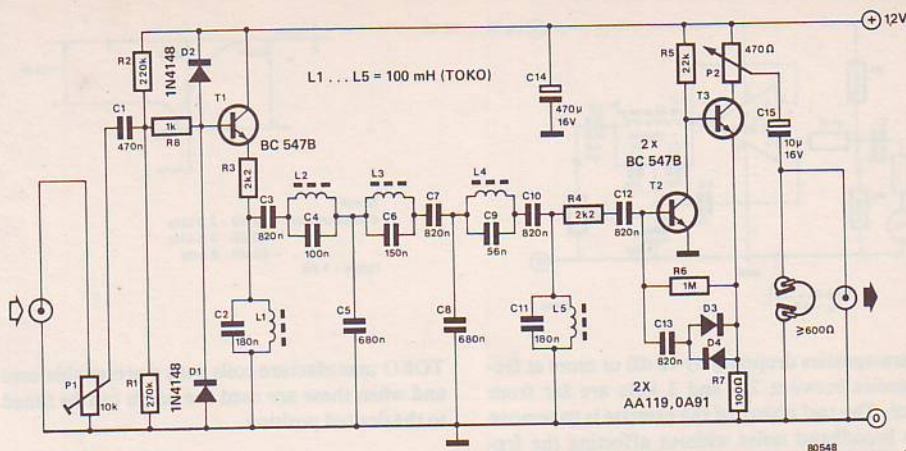 12V
R2
220k
1N4148
D2
C1
470n
1k
R8
T1
BC 547B
R3
2k2
L1 ... L5 = 100 mH (TOKO)
C14
470µ
16V
R5
22k
470Ω
P2
T3
C15
10µ
16V
2x
BC 547B
T2
L2
C3
820n
C4
100n
L3
C6
150n
C7
820n
L4
C9
56n
C10
820n
R4
2k2
C12
820n
R6
1M
C13
820n
D3
D4
R7
100Ω
≥600Ω
P1
10k
R1
270k
1N4148
D1
C2
180n
L1
C5
680n
C8
680n
C11
180n
L5
2X
AA119, OA91
0
80548